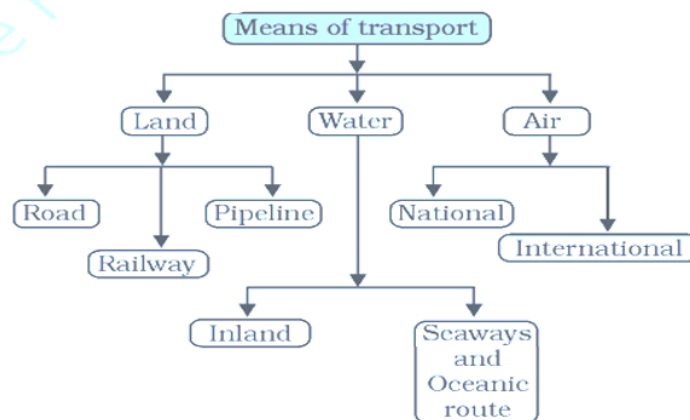 Means of transport
Land
Water
Air
Road
Pipeline
National
Railway
International
Inland
Seaways
and
Oceanic
route